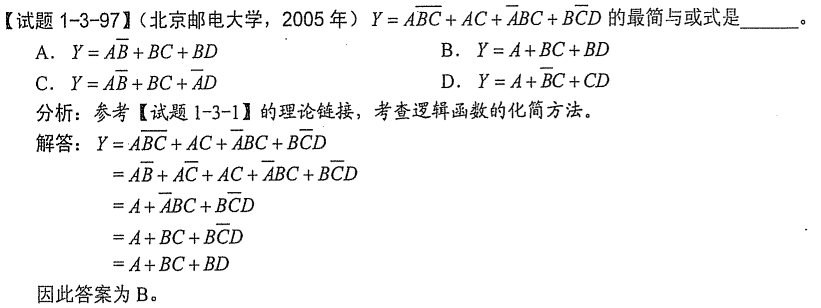 【试题 1-3-97】(北京邮电大学，2005 年) $Y = A\overline{BC} + AC + \overline{A}BC + B\overline{C}D$ 的最简与或式是______。
A. $Y = A\overline{B} + BC + BD$ B. $Y = A + BC + BD$
C. $Y = A\overline{B} + BC + \overline{A}D$ D. $Y = A + \overline{B}C + CD$
分析：参考【试题 1-3-1】的理论链接，考查逻辑函数的化简方法。
解答：$Y = A\overline{BC} + AC + \overline{A}BC + B\overline{C}D$
$= A\overline{B} + A\overline{C} + AC + \overline{A}BC + B\overline{C}D$
$= A + \overline{A}BC + B\overline{C}D$
$= A + BC + B\overline{C}D$
$= A + BC + BD$
因此答案为 B。